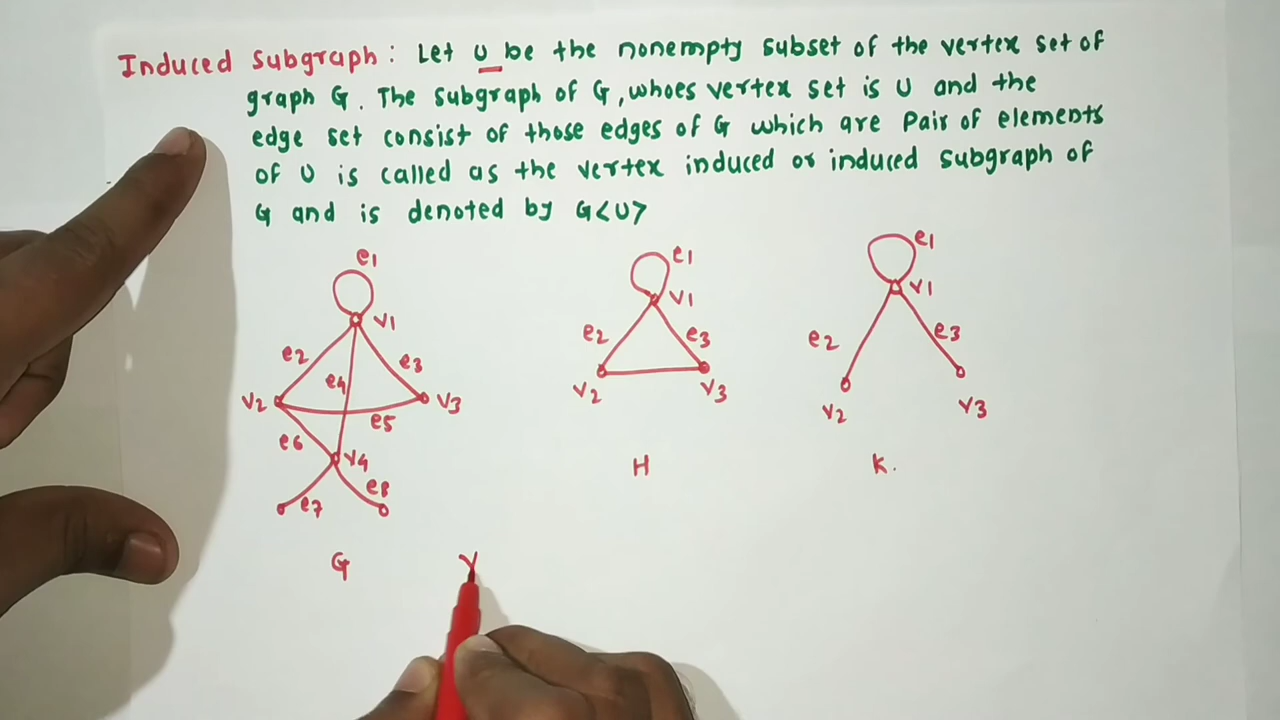 Induced Subgraph: Let U be the nonempty subset of the vertex set of
graph G. The subgraph of G, whoes vertex set is U and the
edge set consist of those edges of G which are Pair of elements
of U is called as the vertex induced or induced subgraph of
G and is denoted by G<U>
e1
v1
e2
e3
e4
v2
v3
e5
e6
v4
e7
e8
G
e1
v1
e2
e3
v2
v3
H
e1
v1
e2
e3
v2
v3
K.
V